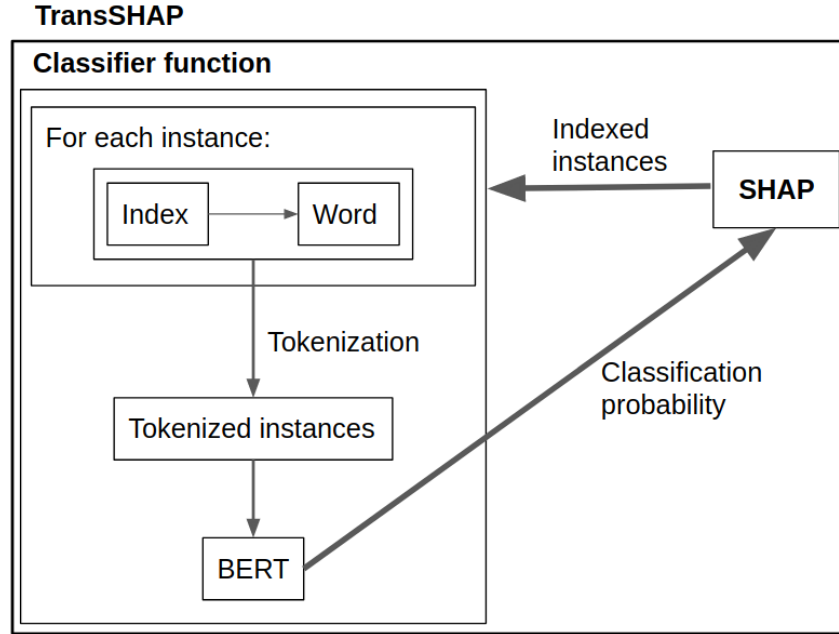 TransSHAP
Classifier function
For each instance:
Index
Word
Indexed
instances
SHAP
Tokenization
Classification
probability
Tokenized instances
BERT